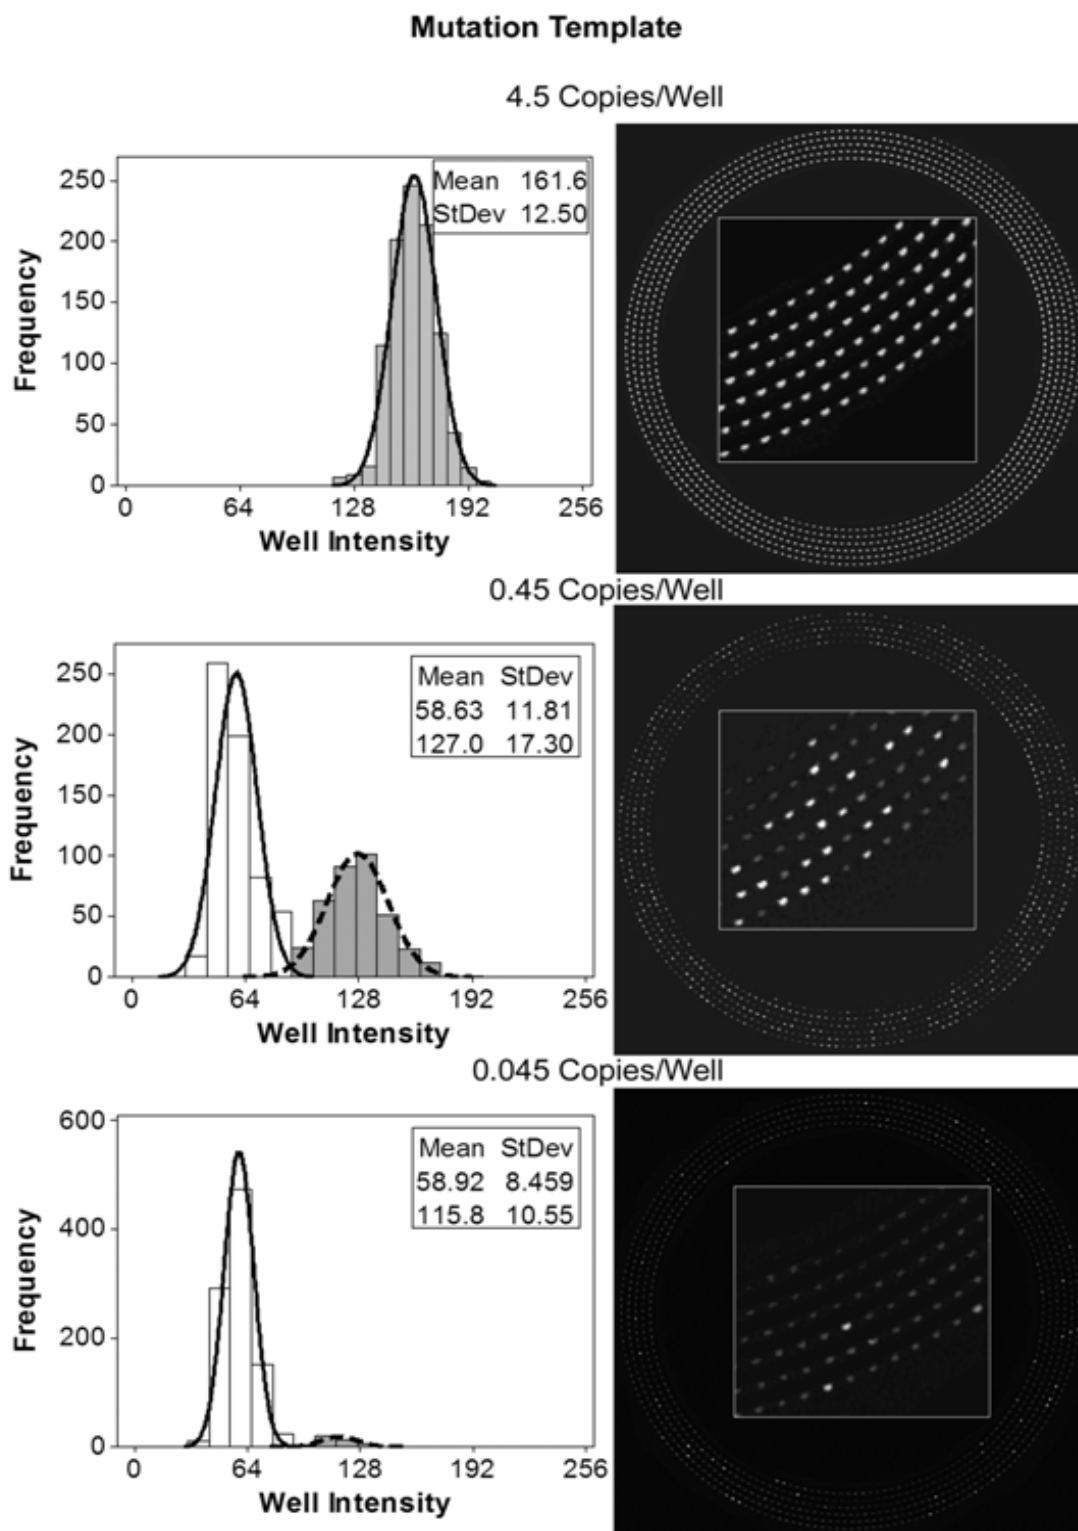 Mutation Template
4.5 Copies/Well
250
200
150
100
50
0
Frequency
Mean 161.6
StDev 12.50
0 64 128 192 256
Well Intensity
0.45 Copies/Well
250
200
150
100
50
0
Frequency
Mean StDev
58.63 11.81
127.0 17.30
0 64 128 192 256
Well Intensity
0.045 Copies/Well
600
400
200
0
Frequency
Mean StDev
58.92 8.459
115.8 10.55
0 64 128 192 256
Well Intensity